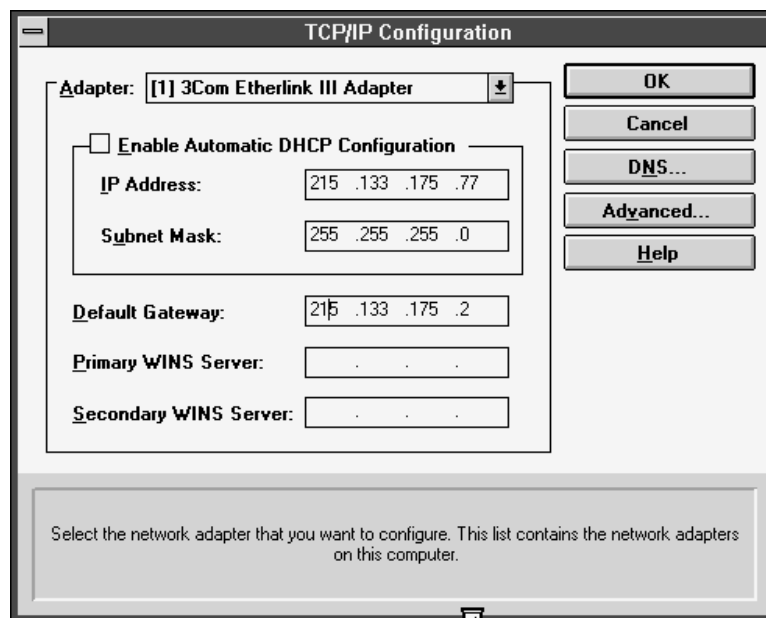 TCP/IP Configuration
Adapter: [1] 3Com Etherlink III Adapter
OK
Cancel
DNS...
Advanced...
Help
Enable Automatic DHCP Configuration
IP Address: 215 .133 .175 .77
Subnet Mask: 255 .255 .255 .0
Default Gateway: 215 .133 .175 .2
Primary WINS Server: . . .
Secondary WINS Server: . . .
Select the network adapter that you want to configure. This list contains the network adapters
on this computer.